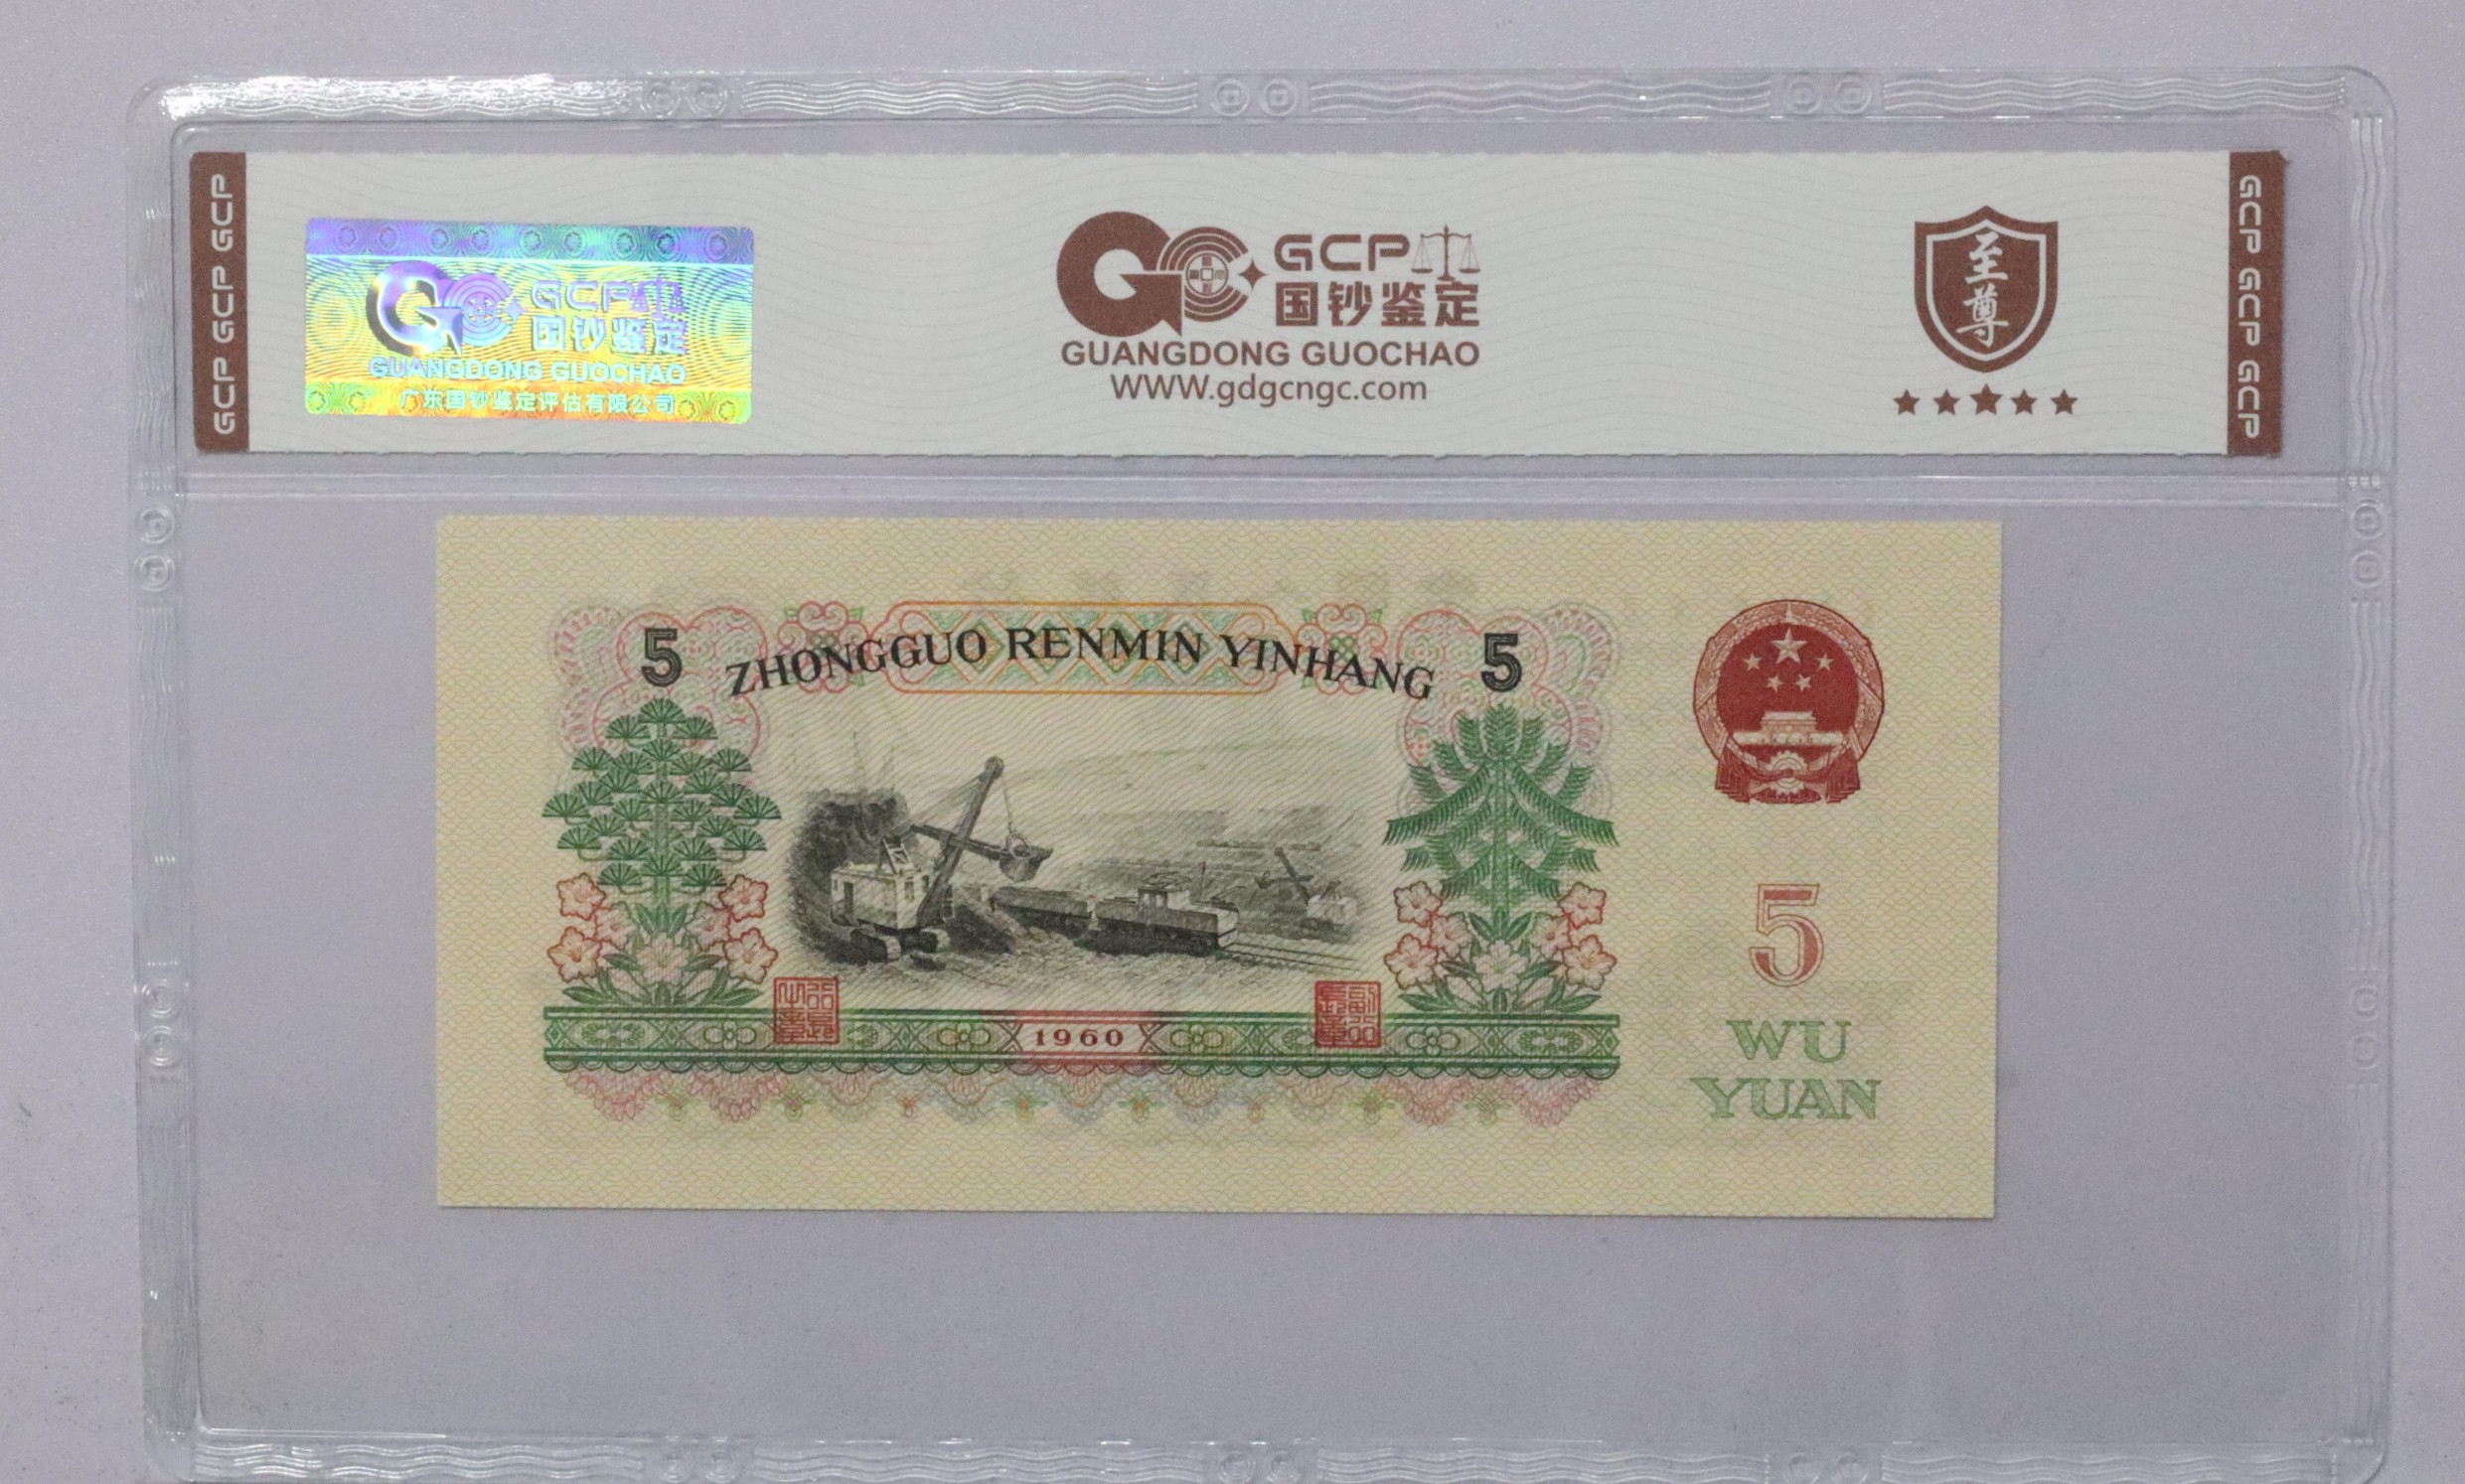 GCP GCP GCP
GCP
国钞鉴定
GUANGDONG GUOCHAO
广东国钞鉴定评估有限公司
GCP
国钞鉴定
GUANGDONG GUOCHAO
WWW.gdgcngc.com
至尊
GCP GCP GCP
5 ZHONGGUO RENMIN YINHANG 5
5
WU
YUAN
1960